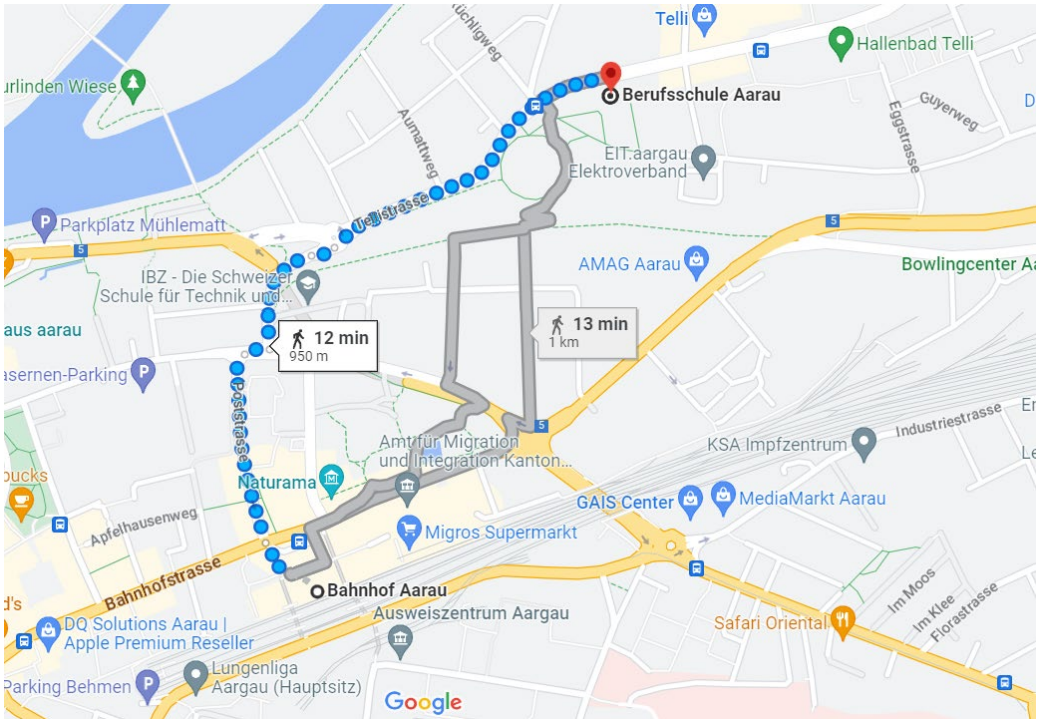 Telli
Hallenbad Telli
urlinden Wiese
Berufsschule Aarau
Guyerweg
Eggstrasse
D
Aumattweg
EIT.aargau
Elektroverband
Tellistrasse
Parkplatz Mühlematt
5
5
AMAG Aarau
Bowlingcenter Aa
IBZ - Die Schweizer
Schule für Technik und...
aus aarau
12 min
950 m
13 min
1 km
asernen-Parking
Poststrasse
5
Industriestrasse
Amt für Migration
und Integration Kanton...
KSA Impfzentrum
ucks
Naturama
GAIS Center
MediaMarkt Aarau
Apfelhausenweg
Migros Supermarkt
Bahnhofstrasse
Bahnhof Aarau
Im Moos
Im Klee
Florastrasse
d's
Ausweiszentrum Aargau
DQ Solutions Aarau |
Apple Premium Reseller
Safari Oriental
Lungenliga
Aargau (Hauptsitz)
Parking Behmen
Google